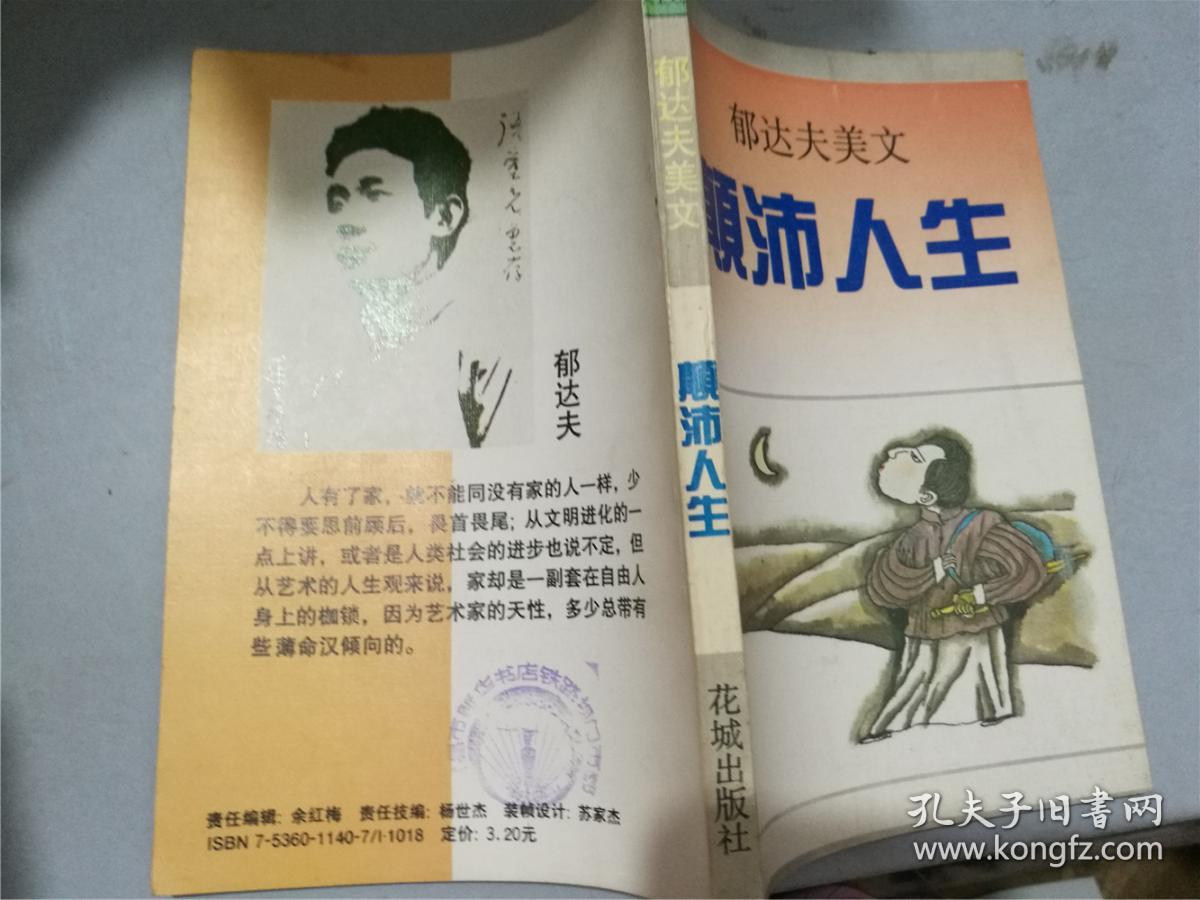 郁达夫
人有了家，就不能同没有家的人一样，少
不得要思前顾后，畏首畏尾；从文明进化的一
点上讲，或者是人类社会的进步也说不定，但
从艺术的人生观来说，家却是一副套在自由人
身上的枷锁，因为艺术家的天性，多少总带有
些薄命汉倾向的。
书店铁路
责任编辑：余红梅 责任技编：杨世杰 装帧设计：苏家杰
ISBN 7-5360-1140-7/I·1018 定价：3.20元
郁达夫美文
顛沛人生
花城出版社
郁达夫美文
顛沛人生
孔夫子旧书网
www.kongfz.com